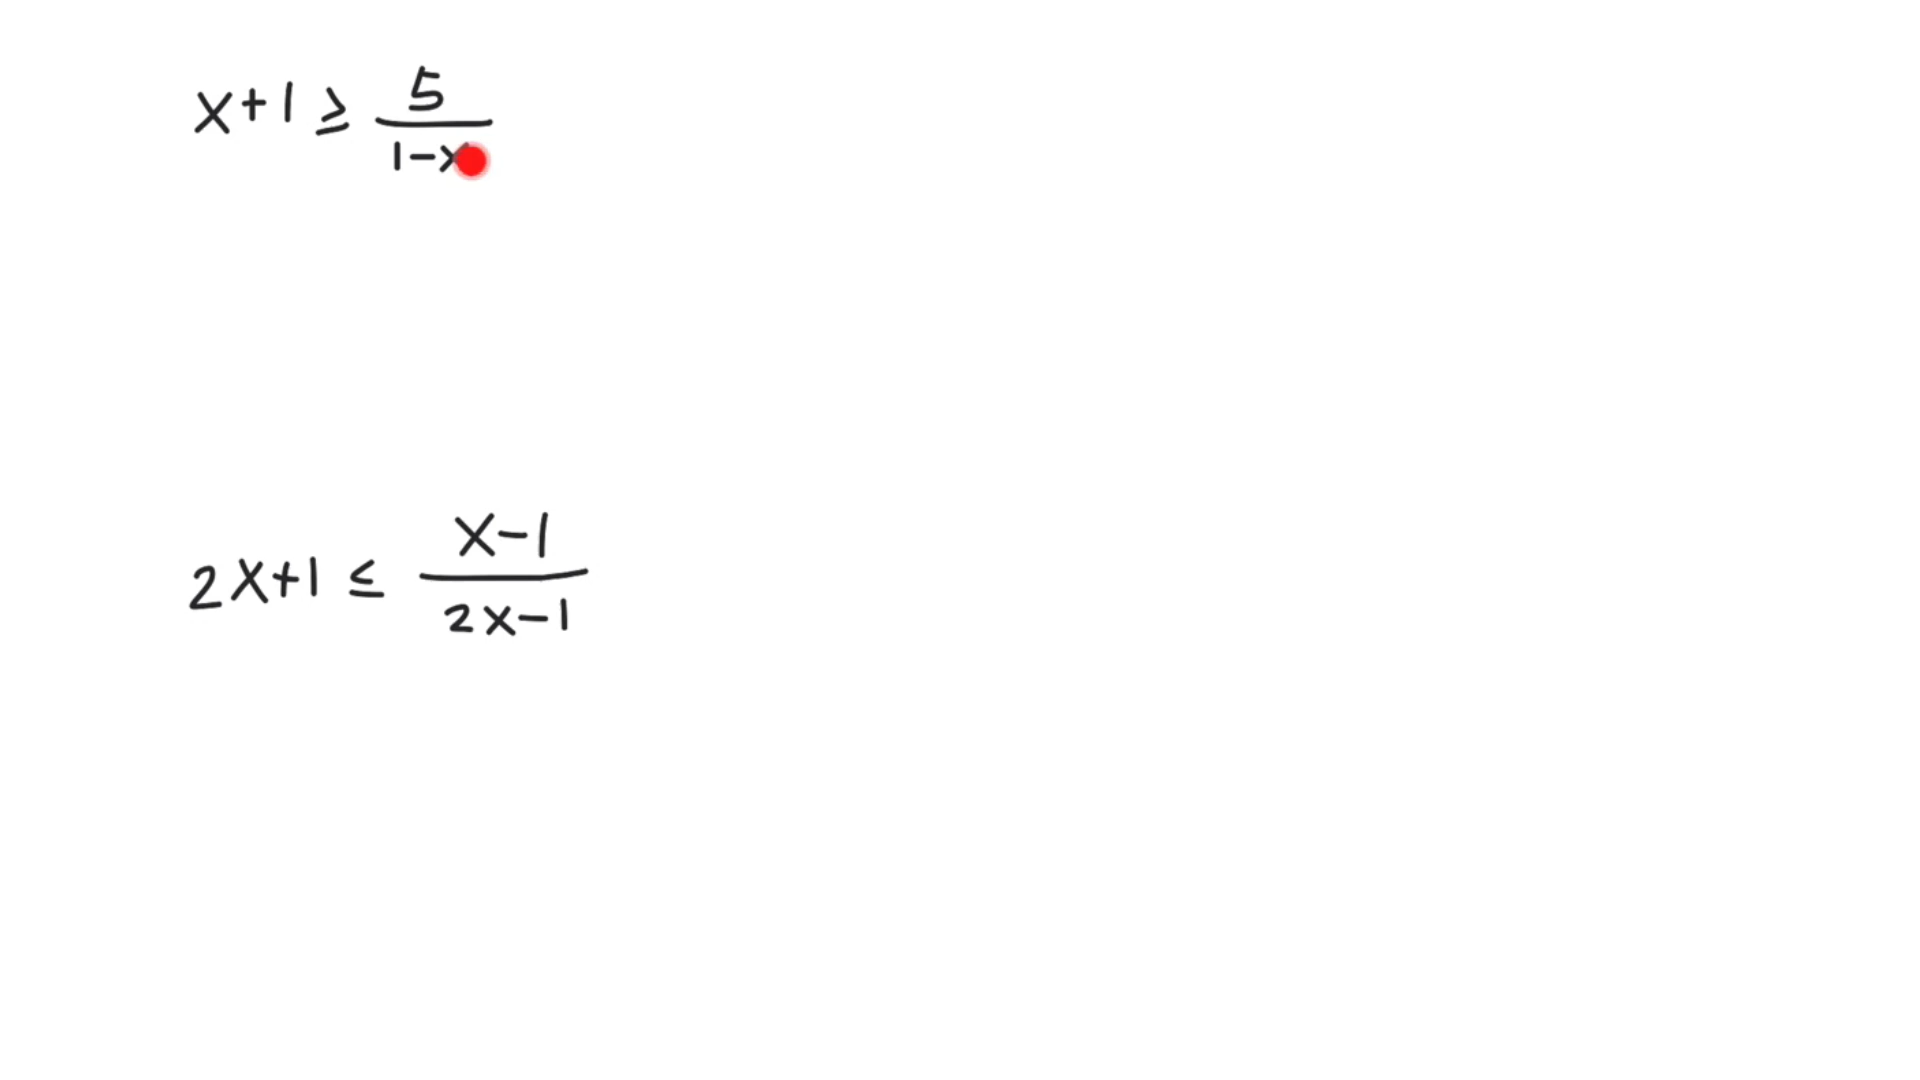 x+1 ≥ 5/(1-x)
2x+1 ≤ (x-1)/(2x-1)